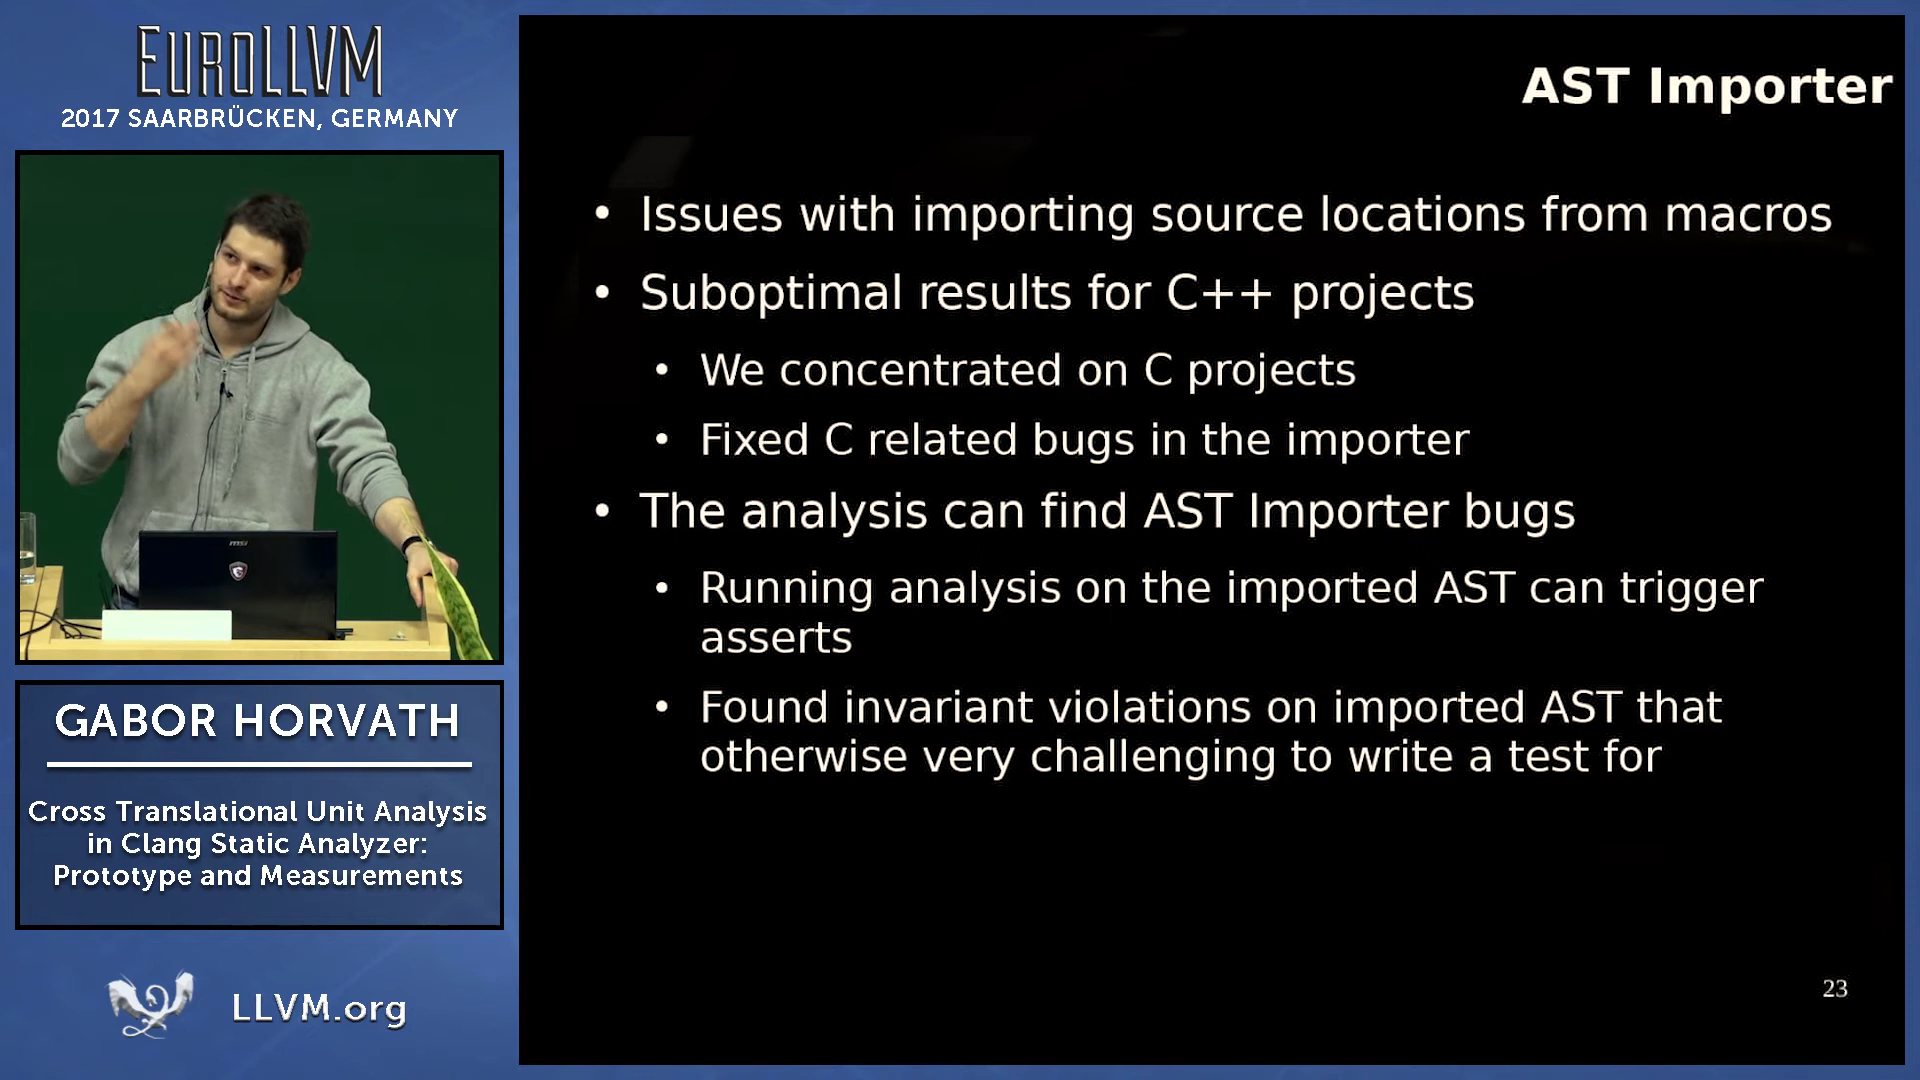 EUROLLVM
2017 SAARBRÜCKEN, GERMANY
msi
GABOR HORVATH
Cross Translational Unit Analysis
in Clang Static Analyzer:
Prototype and Measurements
LLVM.org
AST Importer
• Issues with importing source locations from macros
• Suboptimal results for C++ projects
• We concentrated on C projects
• Fixed C related bugs in the importer
• The analysis can find AST Importer bugs
• Running analysis on the imported AST can trigger
asserts
• Found invariant violations on imported AST that
otherwise very challenging to write a test for
23